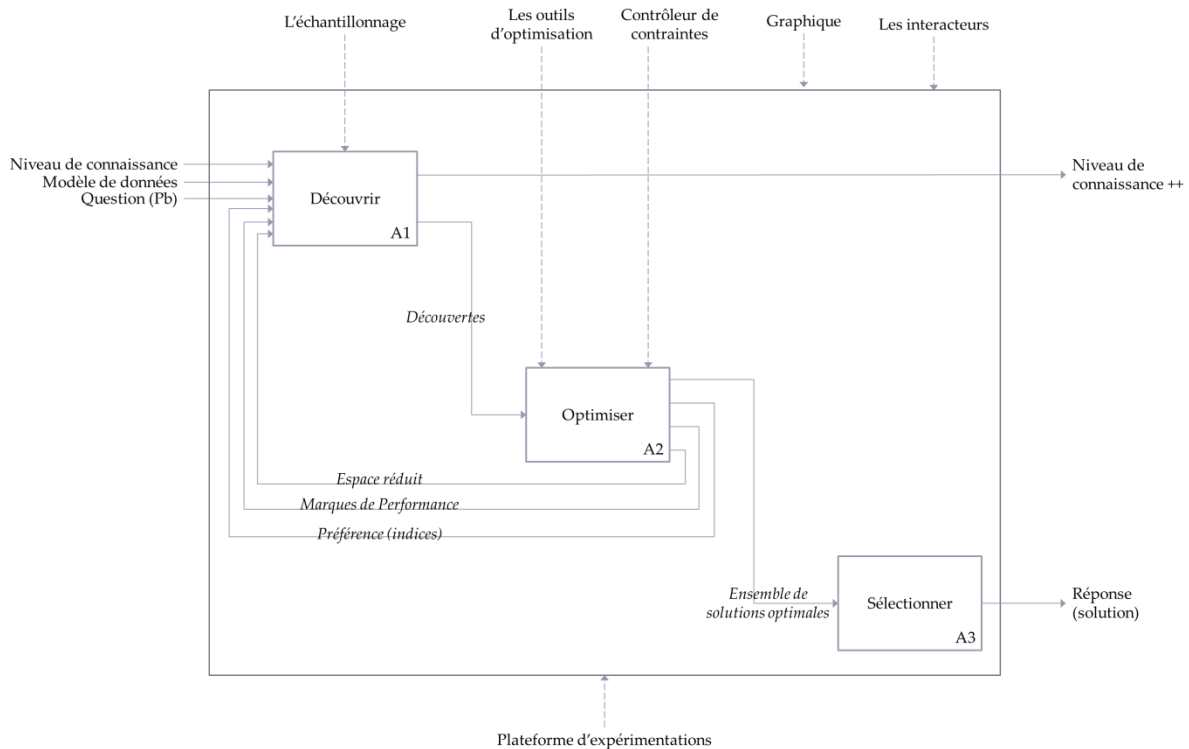 L'échantillonnage
Les outils
d'optimisation
Contrôleur de
contraintes
Graphique
Les interacteurs
Niveau de connaissance
Modèle de données
Question (Pb)
Découvrir
A1
Niveau de
connaissance ++
Découvertes
Optimiser
A2
Espace réduit
Marques de Performance
Préférence (indices)
Ensemble de
solutions optimales
Sélectionner
A3
Réponse
(solution)
Plateforme d'expérimentations